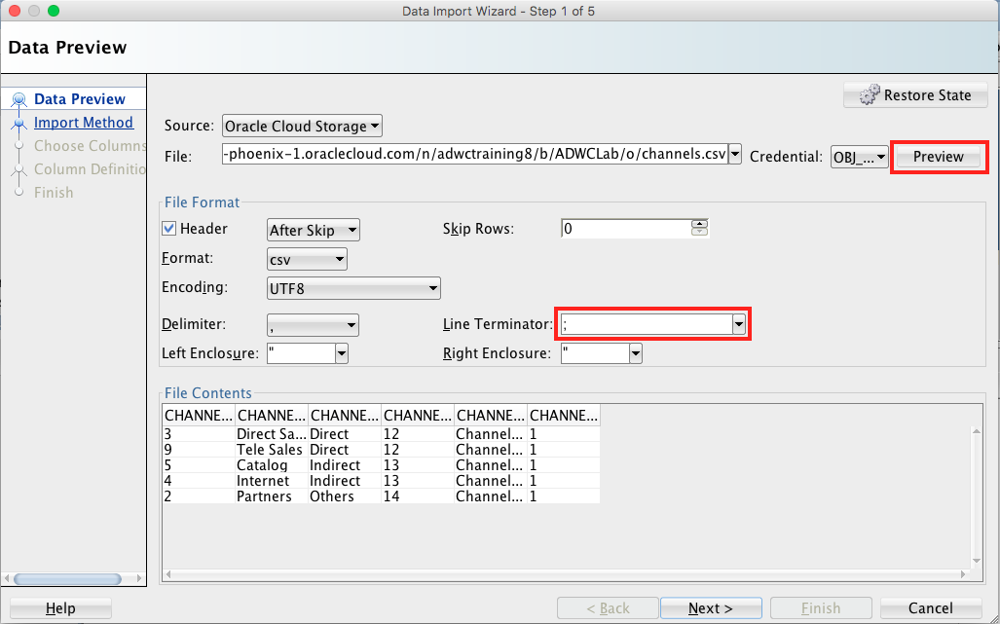 Data Import Wizard - Step 1 of 5
Data Preview
Data Preview
Import Method
Choose Columns
Column Definitio
Finish
Restore State
Source: Oracle Cloud Storage
File: -phoenix-1.oraclecloud.com/n/adwctraining8/b/ADWCLab/o/channels.csv Credential: OBJ_... Preview
File Format
Header After Skip Skip Rows: 0
Format: csv
Encoding: UTF8
Delimiter: , Line Terminator: ;
Left Enclosure: " Right Enclosure: "
File Contents
CHANNE... CHANNE... CHANNE... CHANNE... CHANNE... CHANNE...
3 Direct Sa... Direct 12 Channel... 1
9 Tele Sales Direct 12 Channel... 1
5 Catalog Indirect 13 Channel... 1
4 Internet Indirect 13 Channel... 1
2 Partners Others 14 Channel... 1
Help < Back Next > Finish Cancel